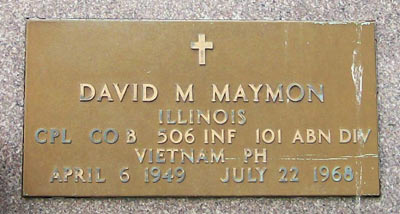 DAVID M MAYMON
ILLINOIS
CPL CO B 506 INF 101 ABN DIV
VIETNAM PH
APRIL 6 1949 JULY 22 1968